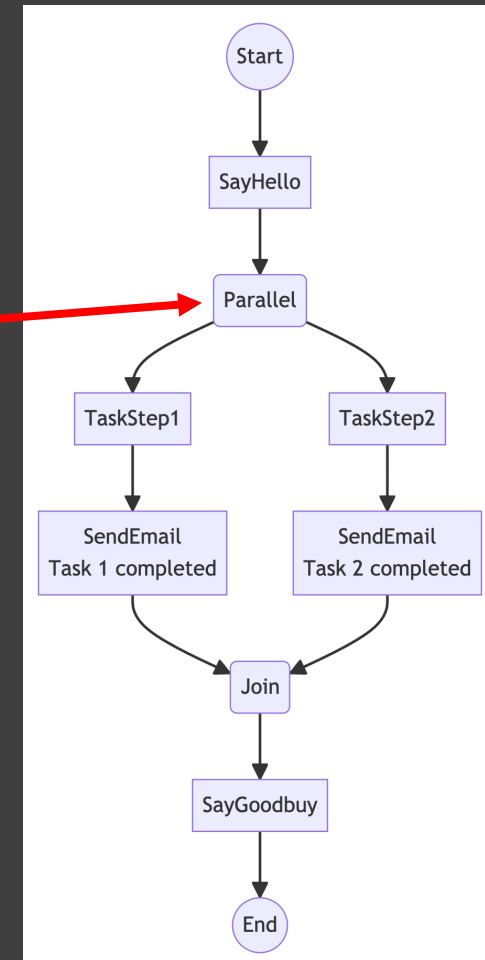 Start
SayHello
Parallel
TaskStep1
TaskStep2
SendEmail
Task 1 completed
SendEmail
Task 2 completed
Join
SayGoodbuy
End